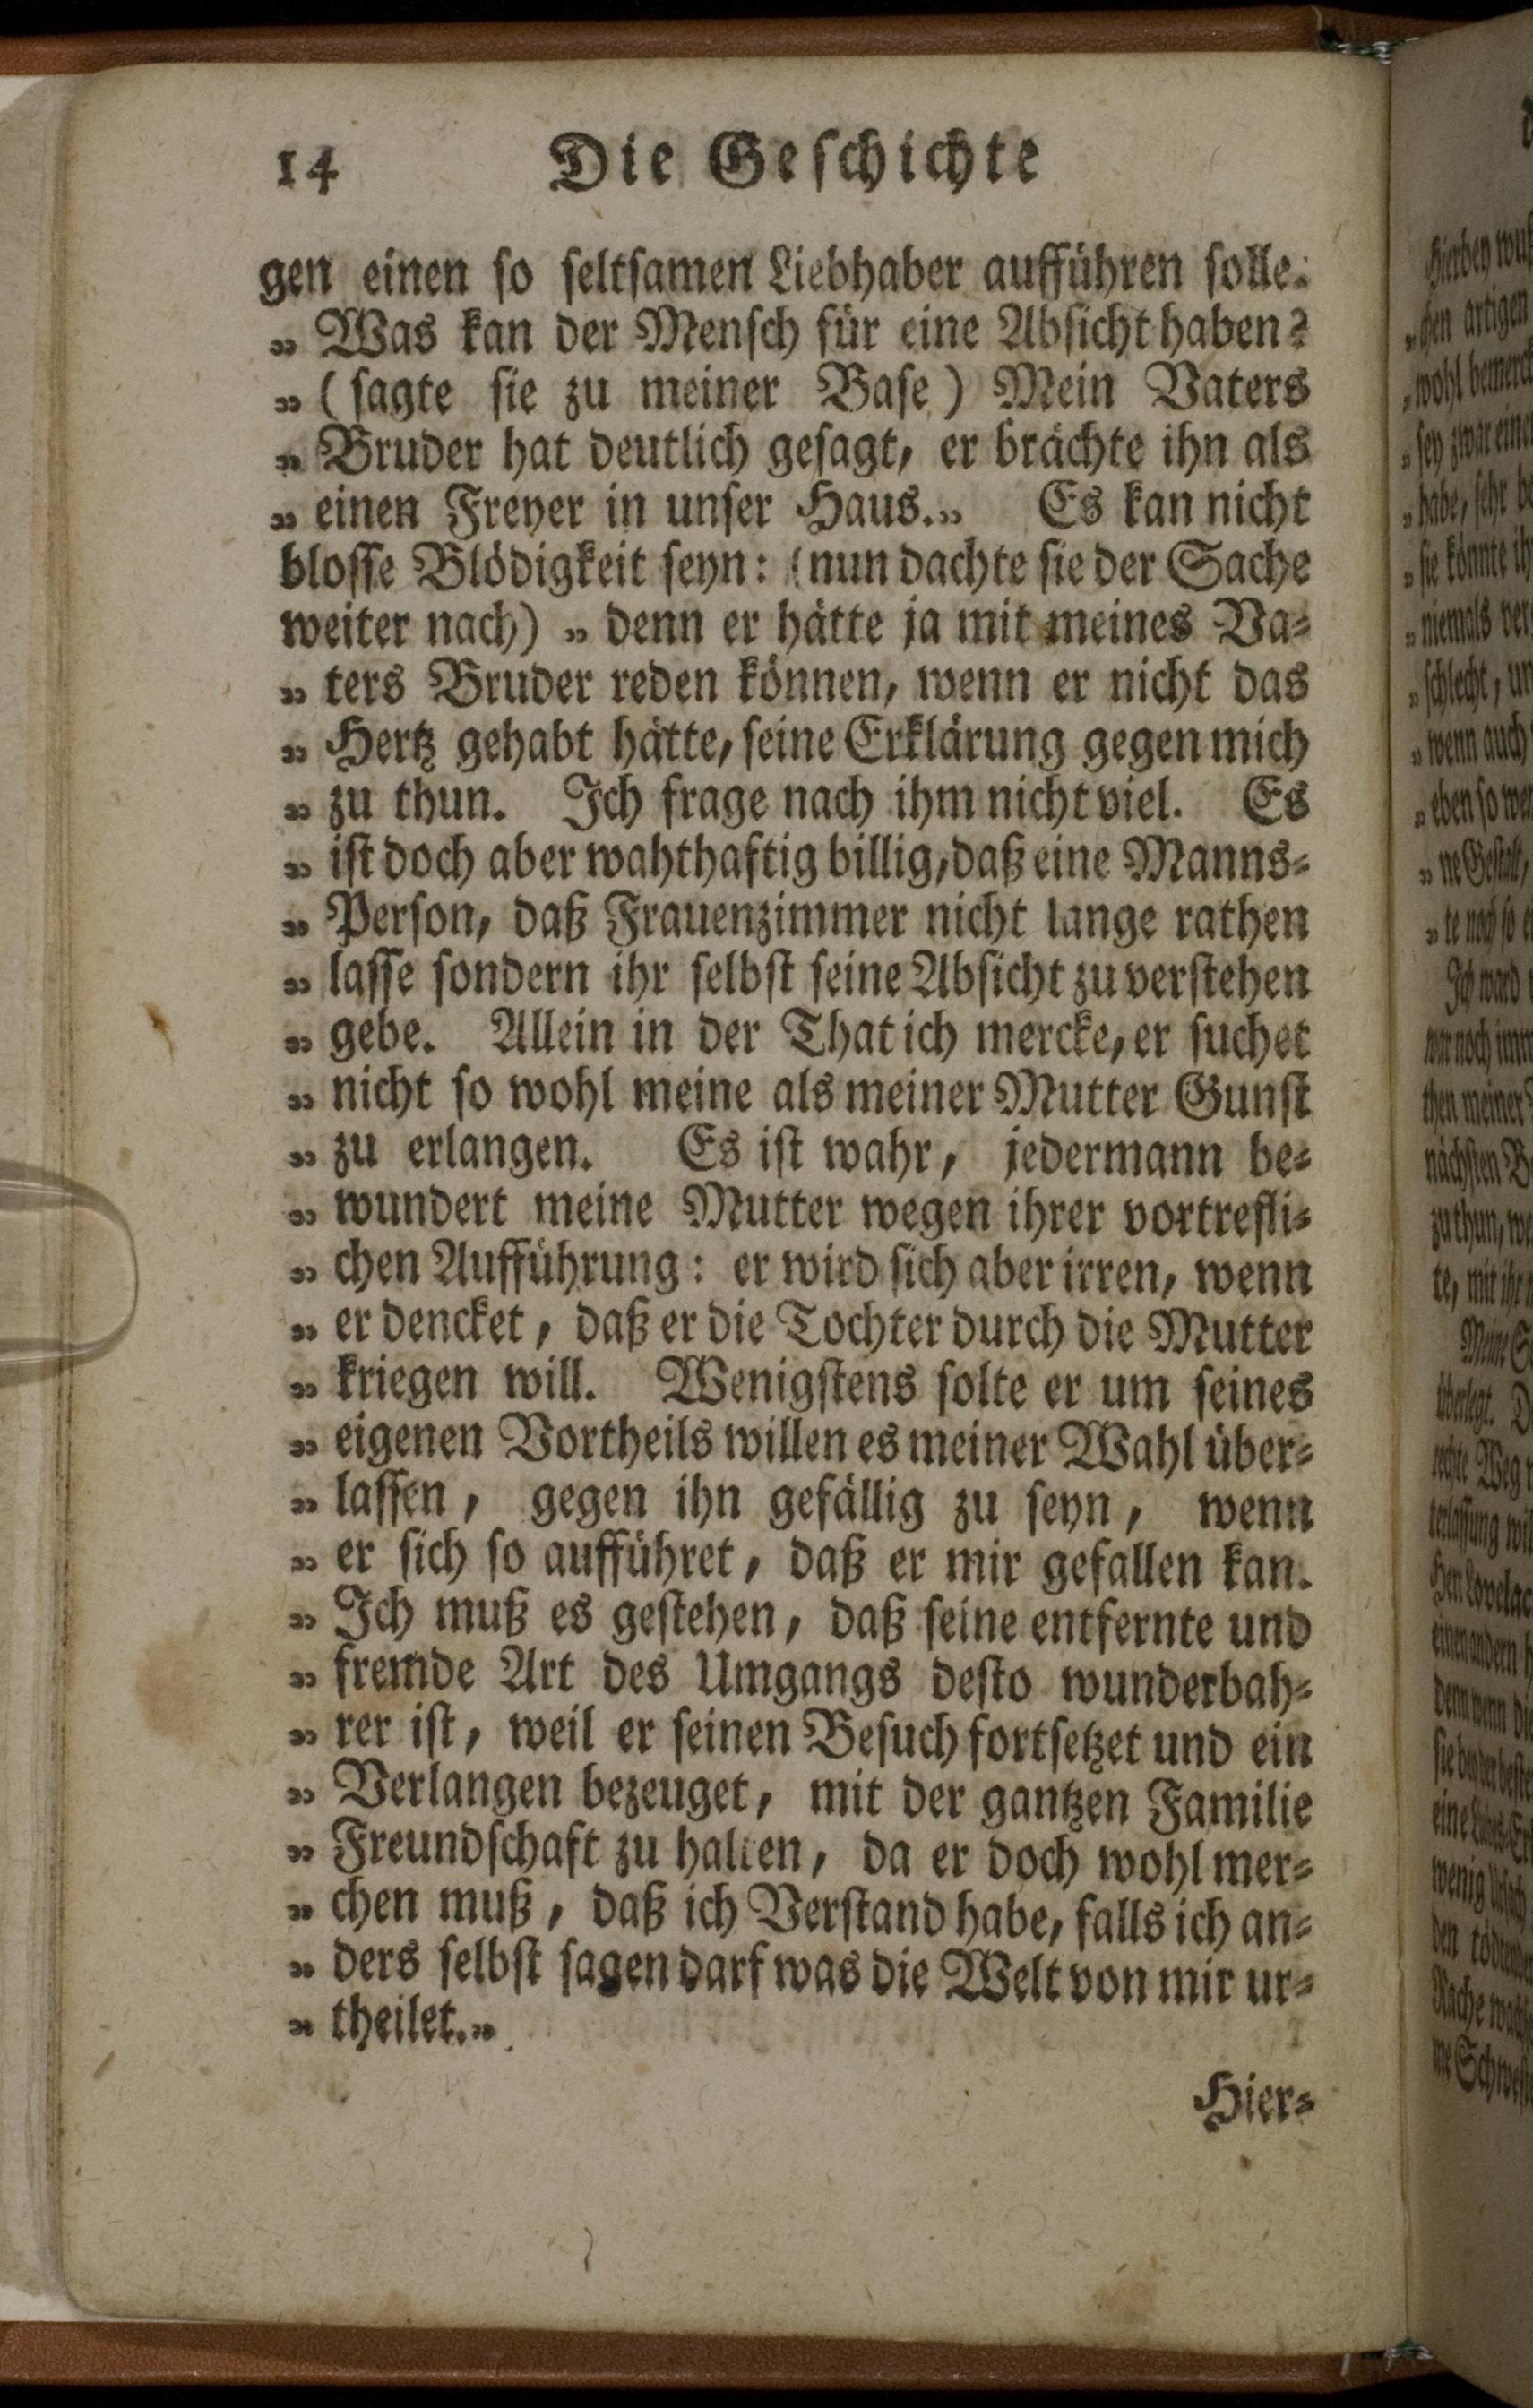 14 Die Geschichte
gen einen so seltsamen Liebhaber aufführen solle.
„ Was kan der Mensch für eine Absicht haben?
„ (sagte sie zu meiner Base) Mein Vaters
„ Bruder hat deutlich gesagt, er brächte ihn als
„ einen Freyer in unser Haus.„ Es kan nicht
blosse Blödigkeit seyn: (nun dachte sie der Sache
weiter nach) „ denn er hätte ja mit meines Va-
„ ters Bruder reden können, wenn er nicht das
„ Hertz gehabt hätte, seine Erklärung gegen mich
„ zu thun. Ich frage nach ihm nicht viel. Es
„ ist doch aber wahthaftig billig, daß eine Manns-
„ Person, daß Frauenzimmer nicht lange rathen
„ lasse sondern ihr selbst seine Absicht zu verstehen
„ gebe. Allein in der That ich mercke, er suchet
„ nicht so wohl meine als meiner Mutter Gunst
„ zu erlangen. Es ist wahr, jedermann be-
„ wundert meine Mutter wegen ihrer vortrefli-
„ chen Aufführung: er wird sich aber irren, wenn
„ er dencket, daß er die Tochter durch die Mutter
„ kriegen will. Wenigstens solte er um seines
„ eigenen Vortheils willen es meiner Wahl über-
„ lassen, gegen ihn gefällig zu seyn, wenn
„ er sich so aufführet, daß er mir gefallen kan.
„ Ich muß es gestehen, daß seine entfernte und
„ fremde Art des Umgangs desto wunderbah-
„ rer ist, weil er seinen Besuch fortsetzet und ein
„ Verlangen bezeuget, mit der gantzen Familie
„ Freundschaft zu halten, da er doch wohl mer-
„ chen muß, daß ich Verstand habe, falls ich an-
„ ders selbst sagen darf was die Welt von mir ur-
„ theilet.„
Hier-